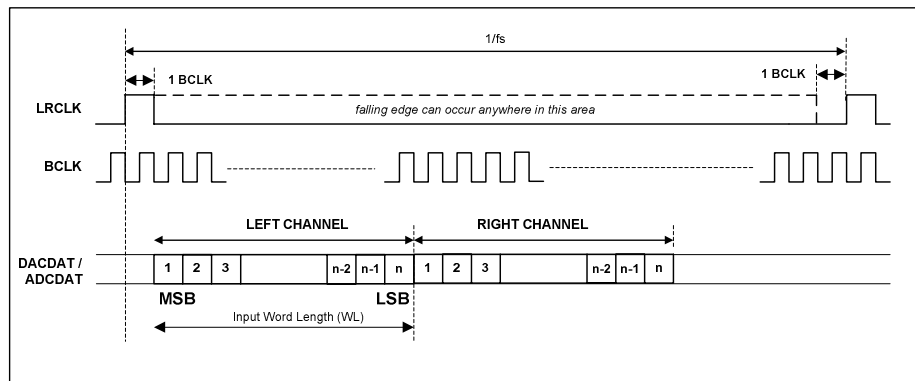 1/fs
1 BCLK
1 BCLK
LRCLK
falling edge can occur anywhere in this area
BCLK
LEFT CHANNEL
RIGHT CHANNEL
DACDAT /
ADCDAT
1 2 3 n-2 n-1 n 1 2 3 n-2 n-1 n
MSB
LSB
Input Word Length (WL)